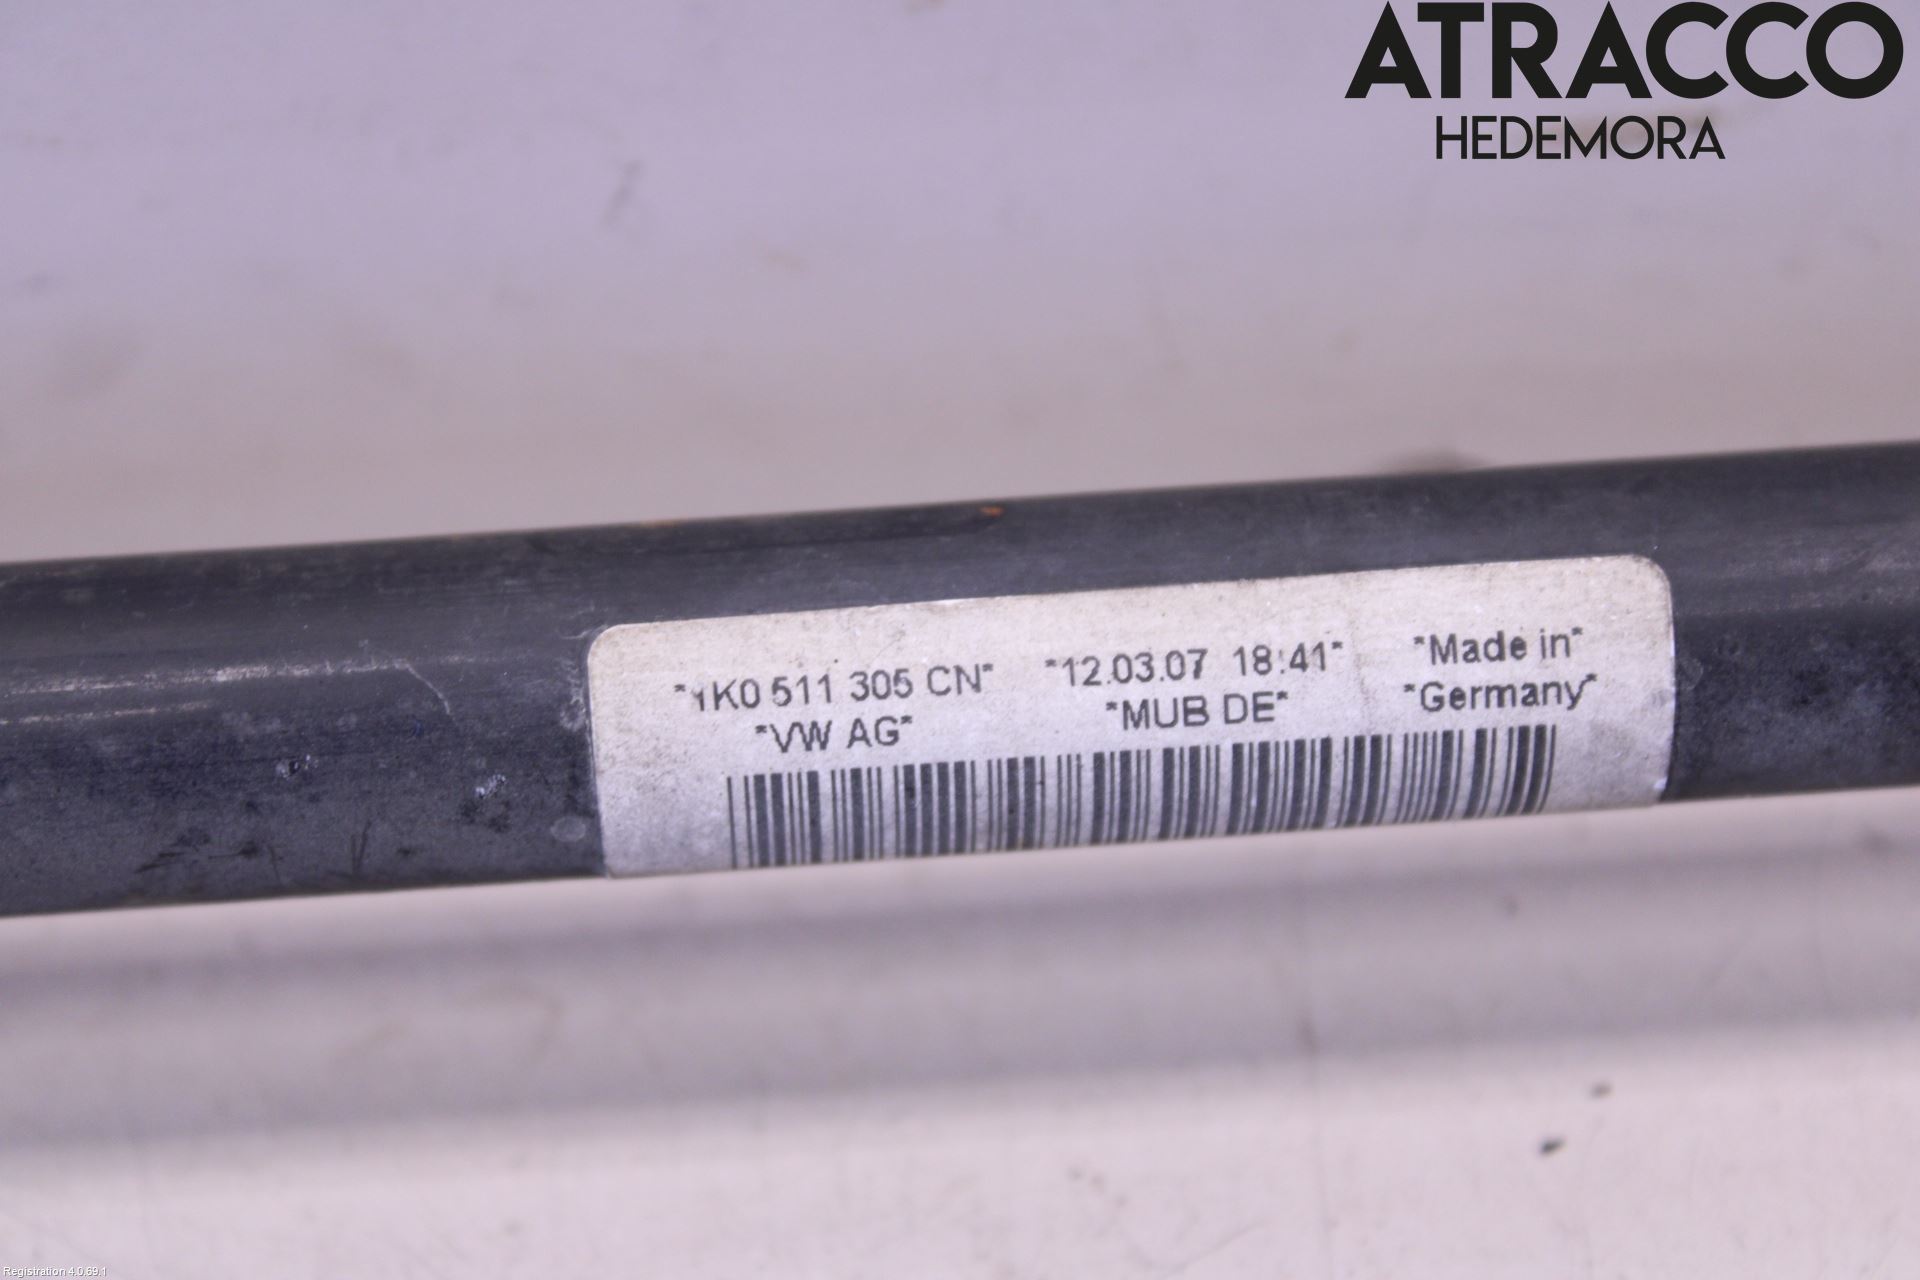 ATRACCO
HEDEMORA
*1K0 511 305 CN* *12.03.07 18:41* *Made in*
*VW AG* *MUB DE* *Germany*
Registration 4.0.69.1